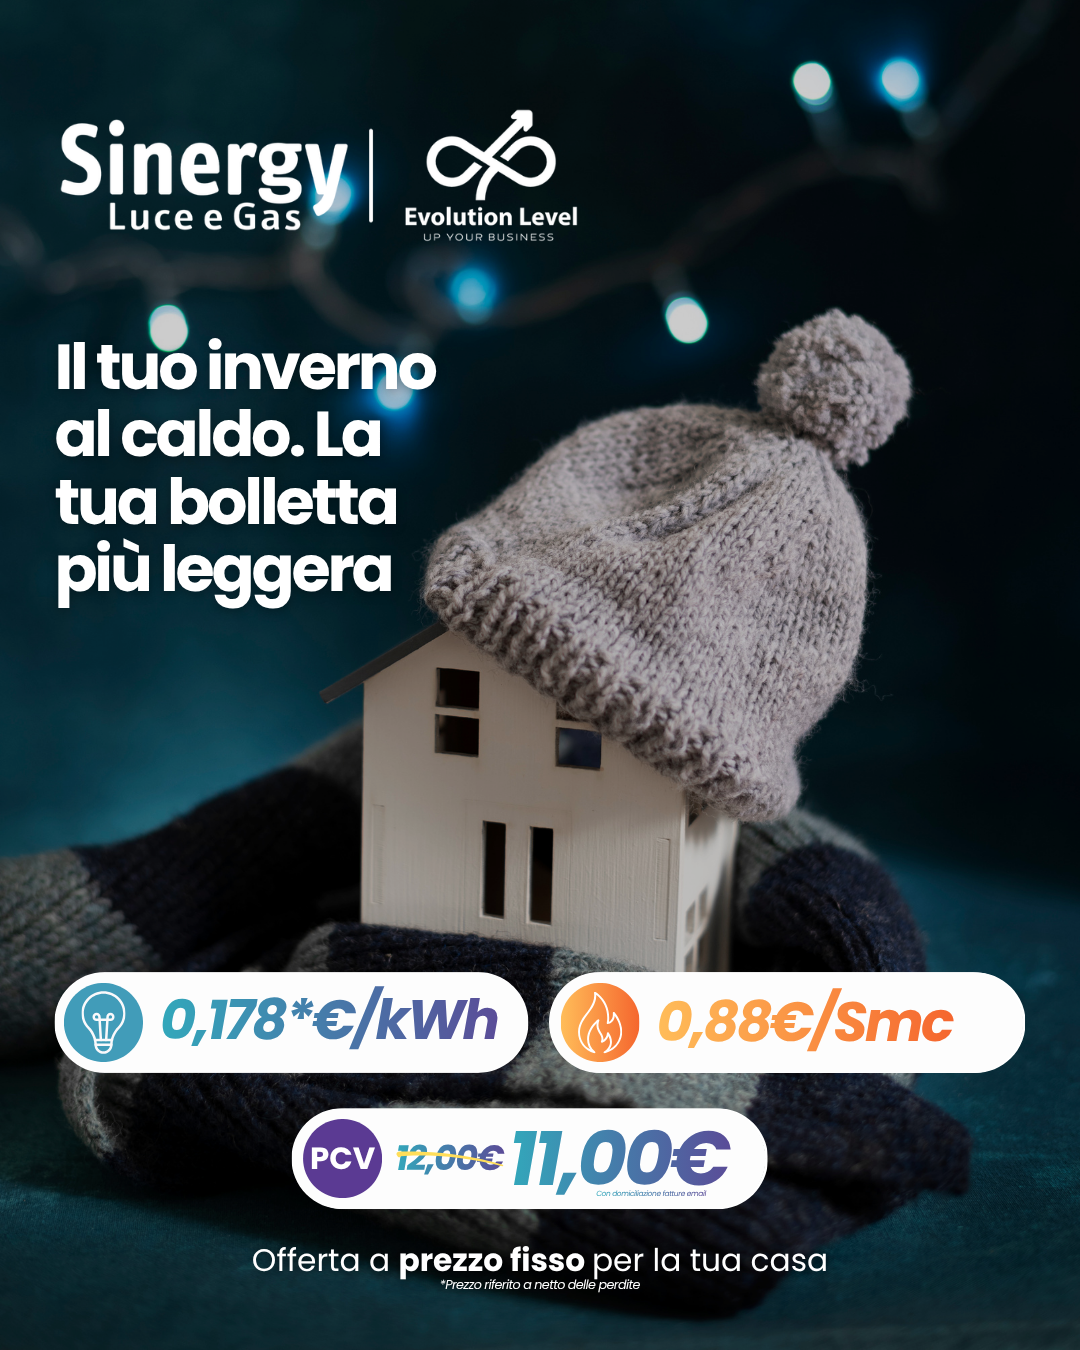 Sinergy
Luce e Gas
Evolution Level
UP YOUR BUSINESS
Il tuo inverno
al caldo. La
tua bolletta
più leggera
0,178*€/kWh
0,88€/Smc
PCV 12,00€ 11,00€
Con domiciliazione fatture email
Offerta a prezzo fisso per la tua casa
*Prezzo riferito a netto delle perdite